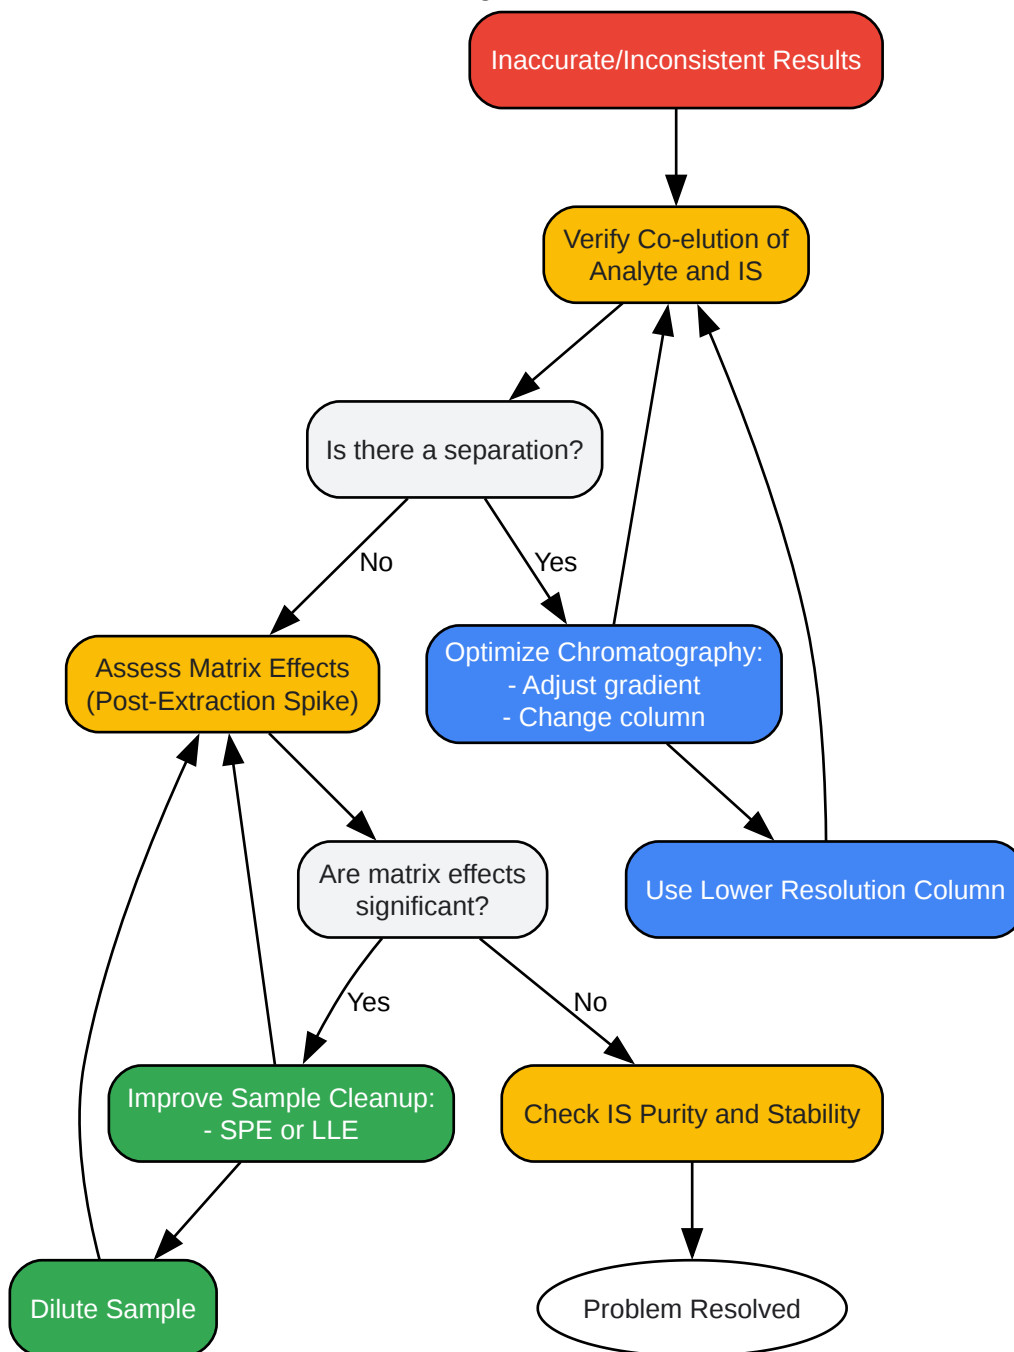 Inaccurate/Inconsistent Results
Verify Co-elution of
Analyte and IS
Is there a separation?
No
Yes
Assess Matrix Effects
(Post-Extraction Spike)
Optimize Chromatography:
- Adjust gradient
- Change column
Are matrix effects
significant?
Use Lower Resolution Column
Yes
No
Improve Sample Cleanup:
- SPE or LLE
Check IS Purity and Stability
Dilute Sample
Problem Resolved